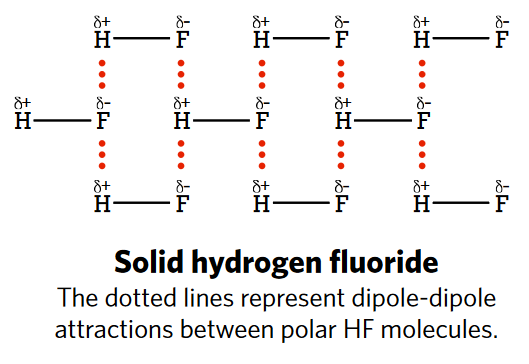 δ+ δ- δ+ δ- δ+ δ-
H F H F H F
δ+ δ- δ+ δ- δ+ δ-
H F H F H F
δ+ δ- δ+ δ- δ+ δ-
H F H F H F
Solid hydrogen fluoride
The dotted lines represent dipole-dipole
attractions between polar HF molecules.